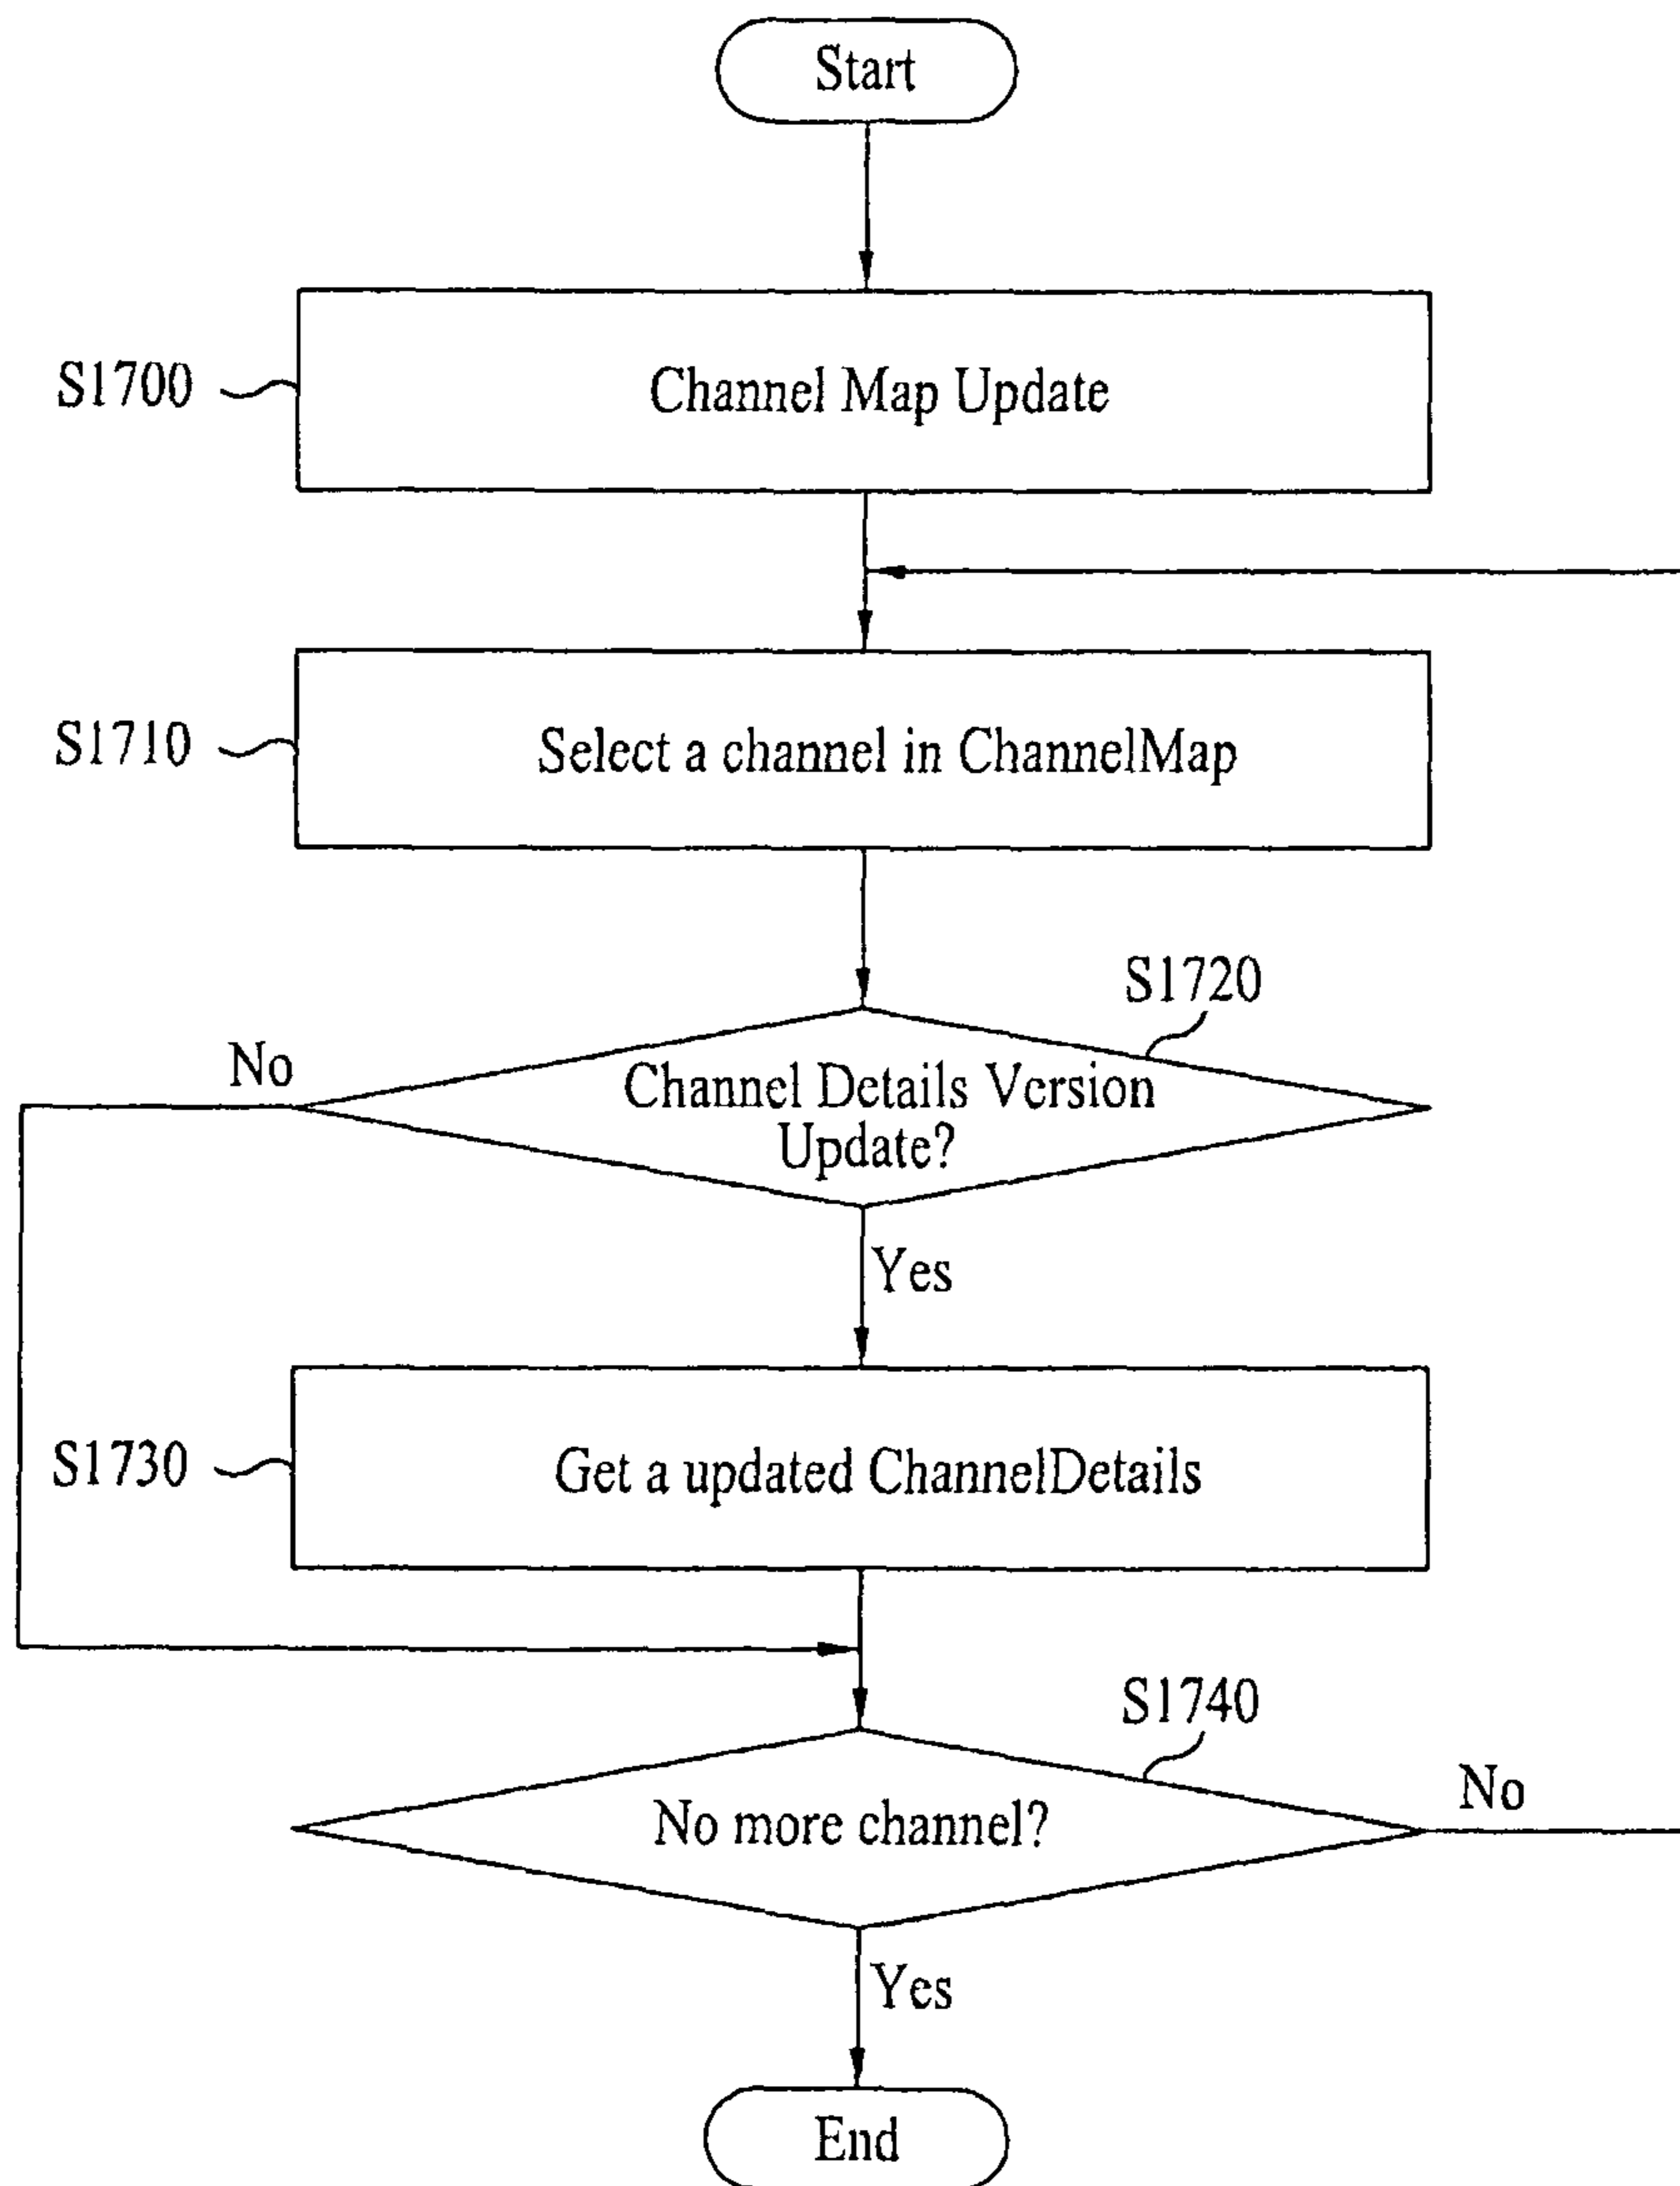 Start
S1700
Channel Map Update
S1710
Select a channel in ChannelMap
S1720
No
Channel Details Version
Update?
Yes
S1730
Get a updated ChannelDetails
S1740
No more channel?
No
Yes
End